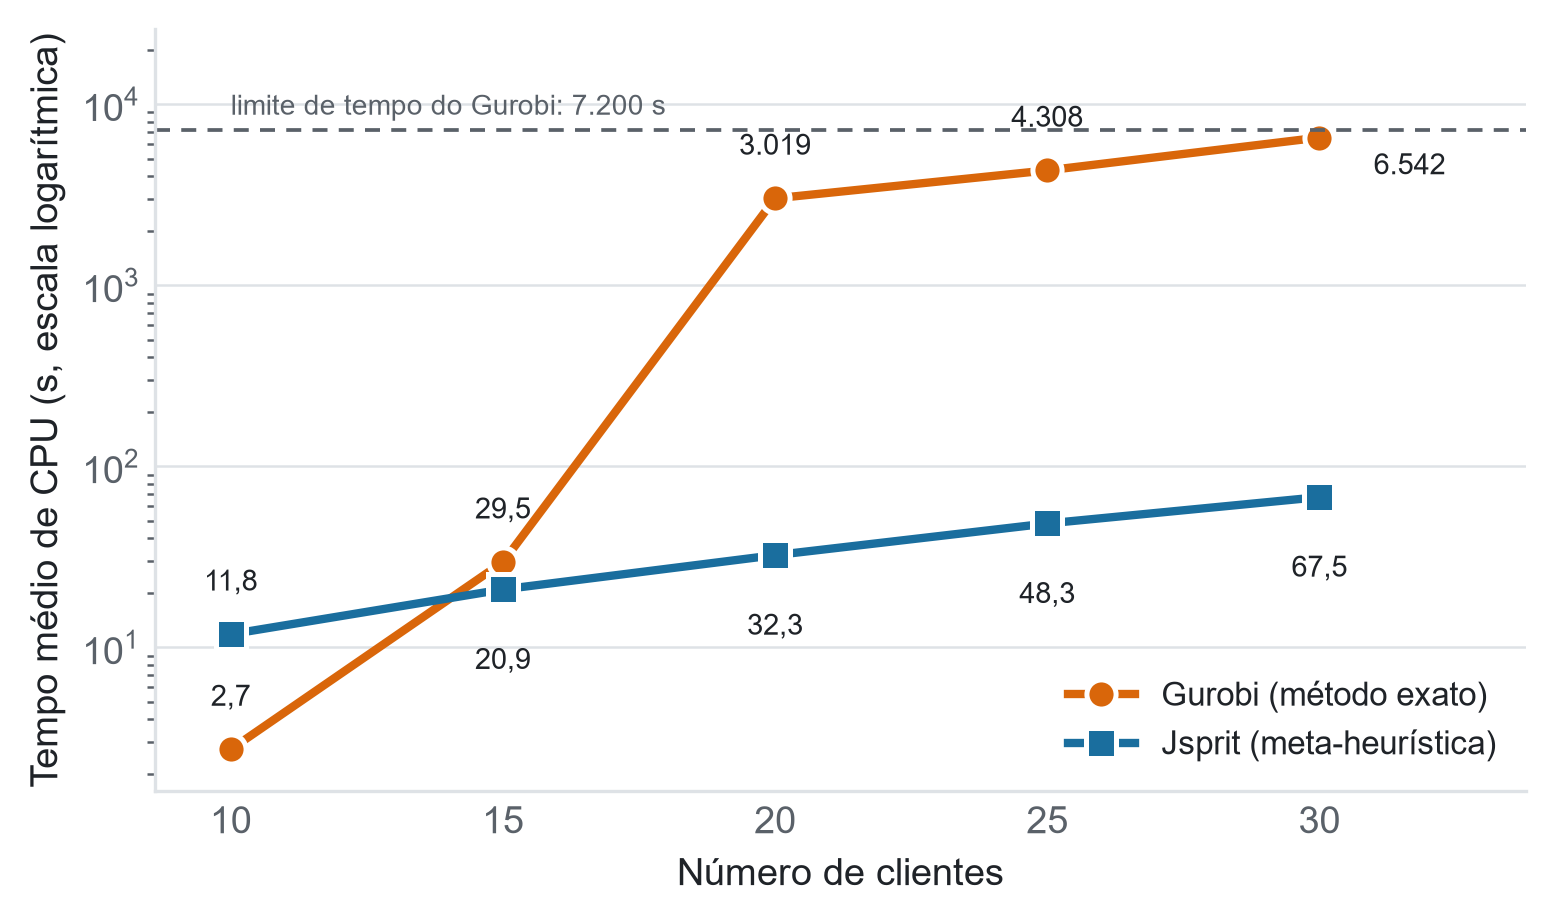 Tempo médio de CPU (s, escala logarítmica)
10^4
10^3
10^2
10^1
limite de tempo do Gurobi: 7.200 s
4.308
3.019
6.542
29,5
11,8
67,5
48,3
32,3
20,9
2,7
Gurobi (método exato)
Jsprit (meta-heurística)
10 15 20 25 30
Número de clientes